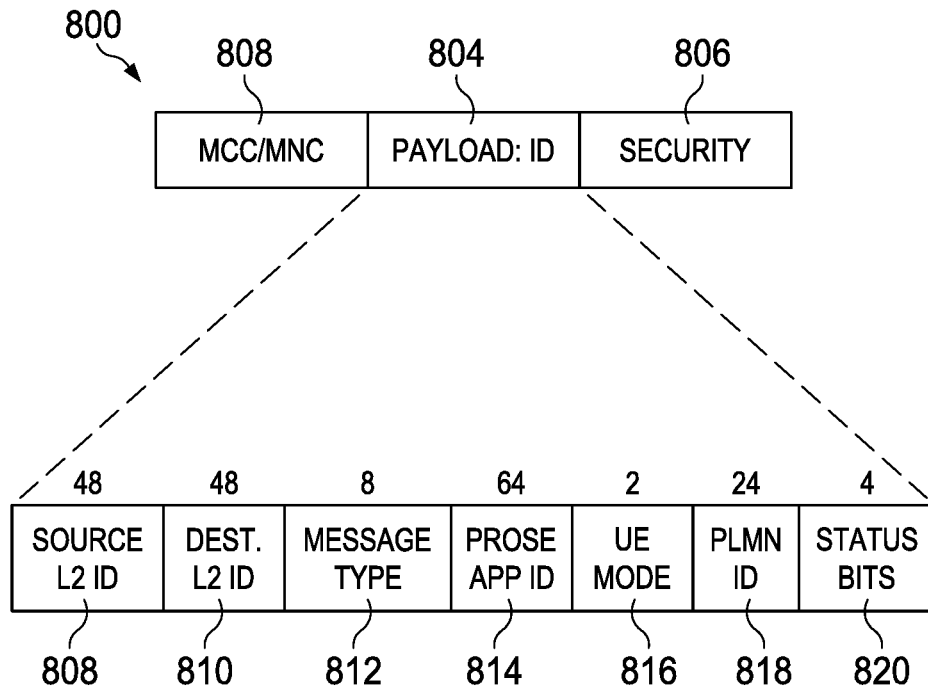 800
808 804 806
MCC/MNC PAYLOAD: ID SECURITY
48 48 8 64 2 24 4
SOURCE DEST. MESSAGE PROSE UE PLMN STATUS
L2 ID L2 ID TYPE APP ID MODE ID BITS
808 810 812 814 816 818 820